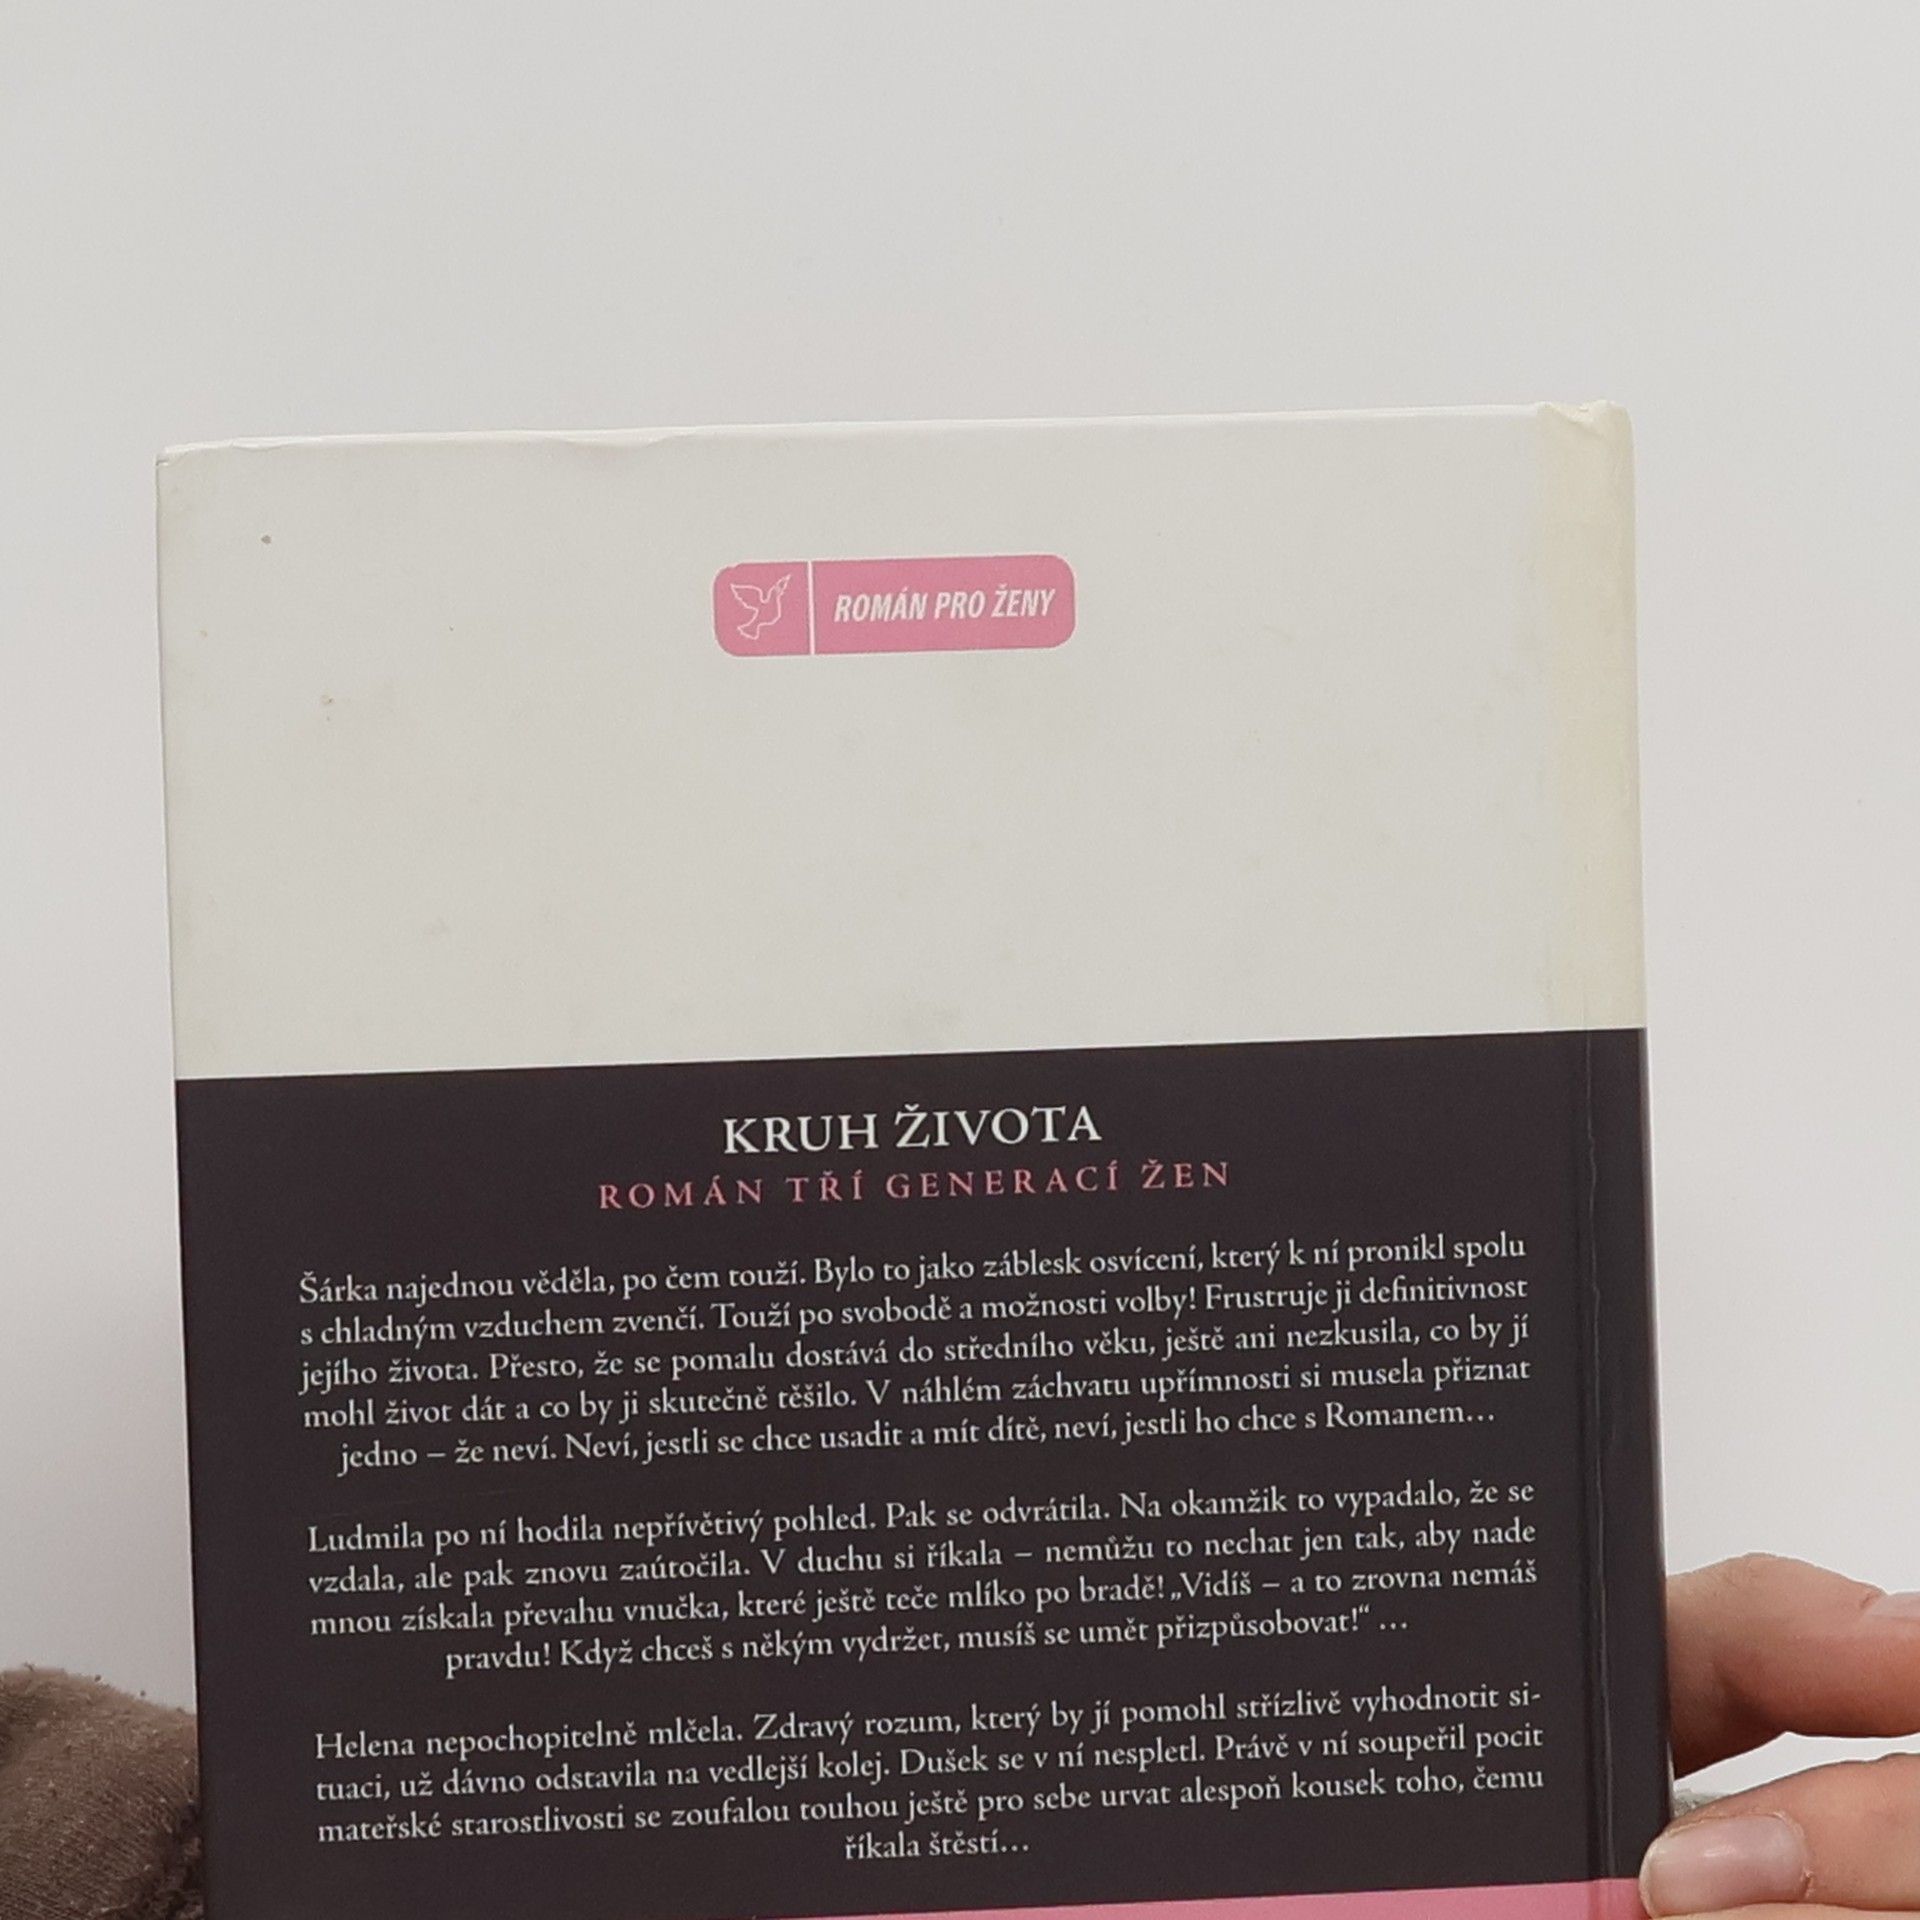 ROMÁN PRO ŽENY
KRUH ŽIVOTA
ROMÁN TŘÍ GENERACÍ ŽEN
Šárka najednou věděla, po čem touží. Bylo to jako záblesk osvícení, který k ní pronikl spolu
s chladným vzduchem zvenčí. Touží po svobodě a možnosti volby! Frustruje ji definitivnost
jejího života. Přesto, že se pomalu dostává do středního věku, ještě ani nezkusila, co by jí
mohl život dát a co by ji skutečně těšilo. V náhlém záchvatu upřímnosti si musela přiznat
jedno – že neví. Neví, jestli se chce usadit a mít dítě, neví, jestli ho chce s Romanem...
Ludmila po ní hodila nepřívětivý pohled. Pak se odvrátila. Na okamžik to vypadalo, že se
vzdala, ale pak znovu zaútočila. V duchu si říkala – nemůžu to nechat jen tak, aby nade
mnou získala převahu vnučka, které ještě teče mlíko po bradě! „Vidíš – a to zrovna nemáš
pravdu! Když chceš s někým vydržet, musíš se umět přizpůsobovat!“ ...
Helena nepochopitelně mlčela. Zdravý rozum, který by jí pomohl střízlivě vyhodnotit si-
tuaci, už dávno odstavila na vedlejší kolej. Dušek se v ní nespletl. Právě v ní soupeřil pocit
mateřské starostlivosti se zoufalou touhou ještě pro sebe urvat alespoň kousek toho, čemu
říkala štěstí...